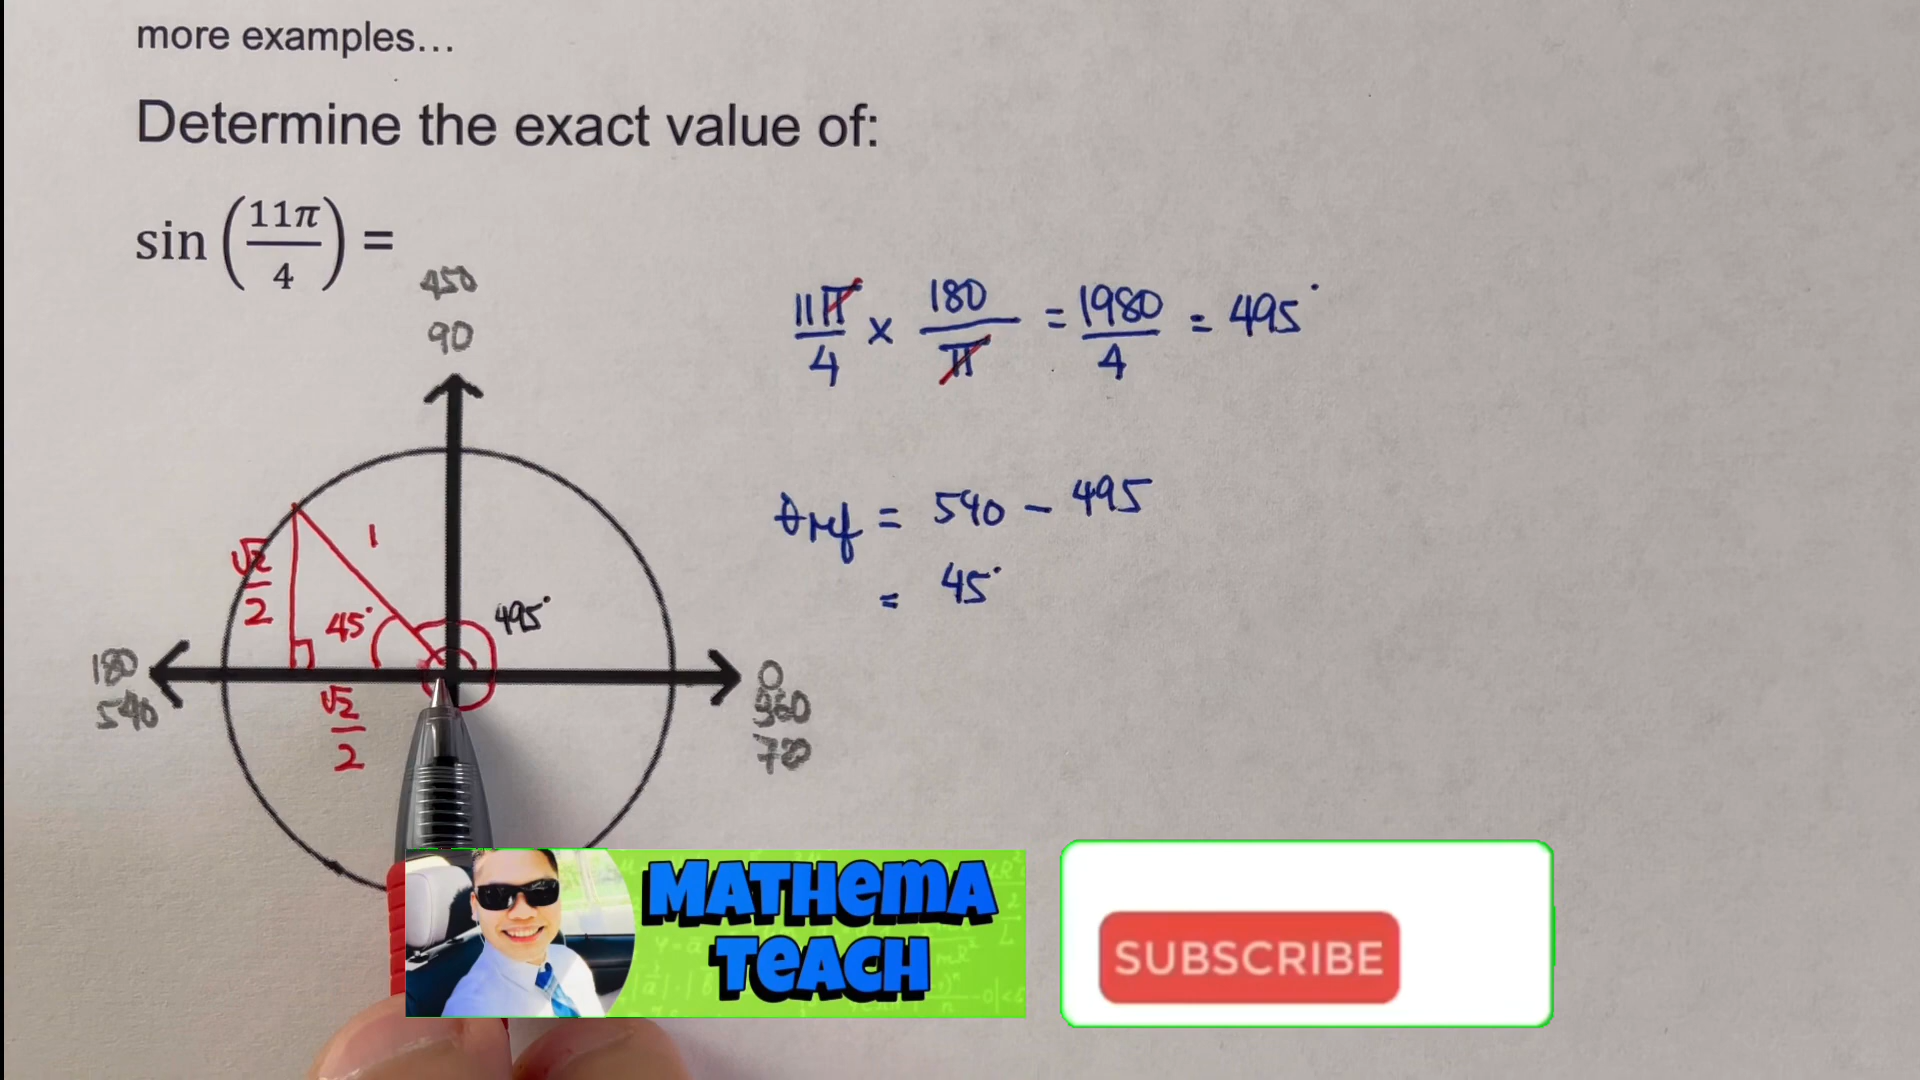 more examples...
Determine the exact value of:
sin (11π/4) =
450
90
11π/4 x 180/π = 1980/4 = 495°
θref = 540 - 495
= 45°
√2/2
1
45°
495°
180
540
0
360
720
√2/2
MATHEMA
TEACH
SUBSCRIBE